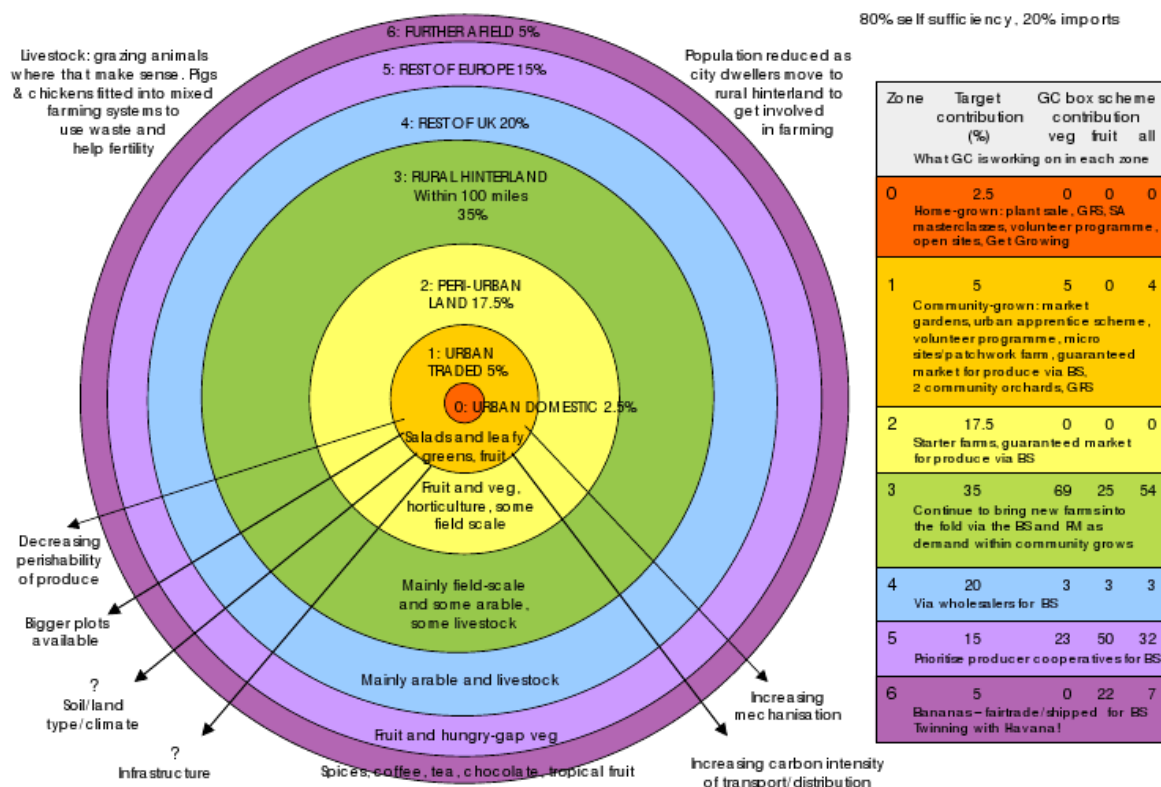 80% self sufficiency, 20% imports
Livestock: grazing animals
where that make sense. Pigs
& chickens fitted into mixed
farming systems to
use waste and
help fertility
6: FURTHER AFIELD 5%
5: REST OF EUROPE 15%
4: REST OF UK 20%
3: RURAL HINTERLAND
Within 100 miles
35%
2: PERI-URBAN
LAND 17.5%
1: URBAN
TRADED 5%
0: URBAN DOMESTIC 2.5%
Salads and leafy
greens, fruit
Fruit and veg,
horticulture, some
field scale
Mainly field-scale
and some arable,
some livestock
Mainly arable and livestock
Fruit and hungry-gap veg
Spices, coffee, tea, chocolate, tropical fruit
Population reduced as
city dwellers move to
rural hinterland to
get involved
in farming
Decreasing
perishability
of produce
Bigger plots
available
?
Soil/land
type/climate
?
Infrastructure
Increasing
mechanisation
Increasing carbon intensity
of transport/distribution
Zone Target GC box scheme
contribution contribution
(%) veg fruit all
What GC is working on in each zone
0 2.5 0 0 0
Home-grown: plant sale, GRS, SA
masterclasses, volunteer programme,
open sites, Get Growing
1 5 5 0 4
Community-grown: market
gardens, urban apprentice scheme,
volunteer programme, micro
sites/patchwork farm, guaranteed
market for produce via BS,
2 community orchards, GRS
2 17.5 0 0 0
Starter farms, guaranteed market
for produce via BS
3 35 69 25 54
Continue to bring new farms into
the fold via the BS and FM as
demand within community grows
4 20 3 3 3
Via wholesalers for BS
5 15 23 50 32
Prioritise producer cooperatives for BS
6 5 0 22 7
Bananas – fairtrade/shipped for BS
Twinning with Havana!